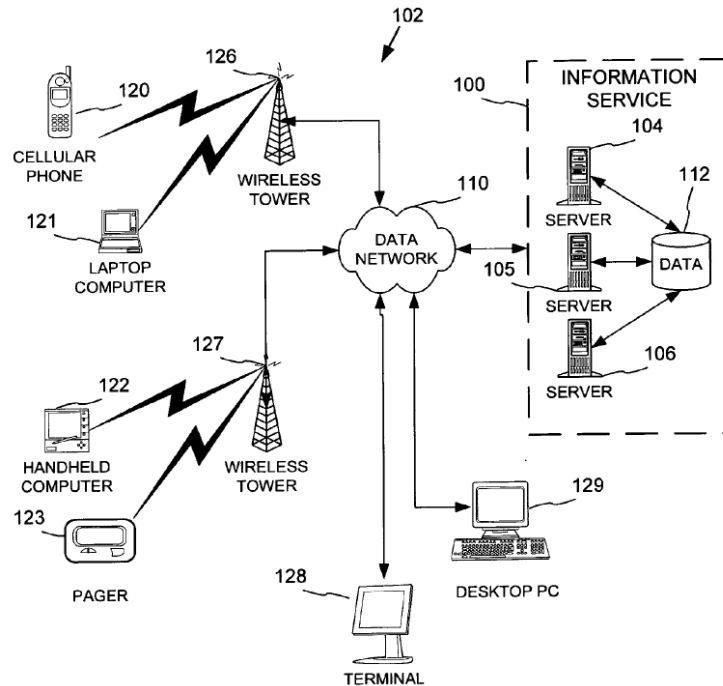 102
126
120
CELLULAR
PHONE
WIRELESS
TOWER
121
LAPTOP
COMPUTER
110
DATA
NETWORK
100
INFORMATION
SERVICE
104
SERVER
112
DATA
105
SERVER
106
SERVER
127
122
HANDHELD
COMPUTER
WIRELESS
TOWER
123
PAGER
129
DESKTOP PC
128
TERMINAL